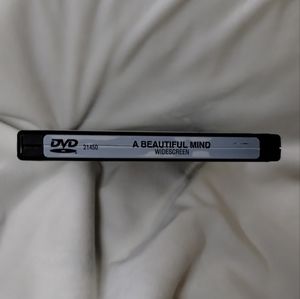 DVD
21450
A BEAUTIFUL MIND
WIDESCREEN